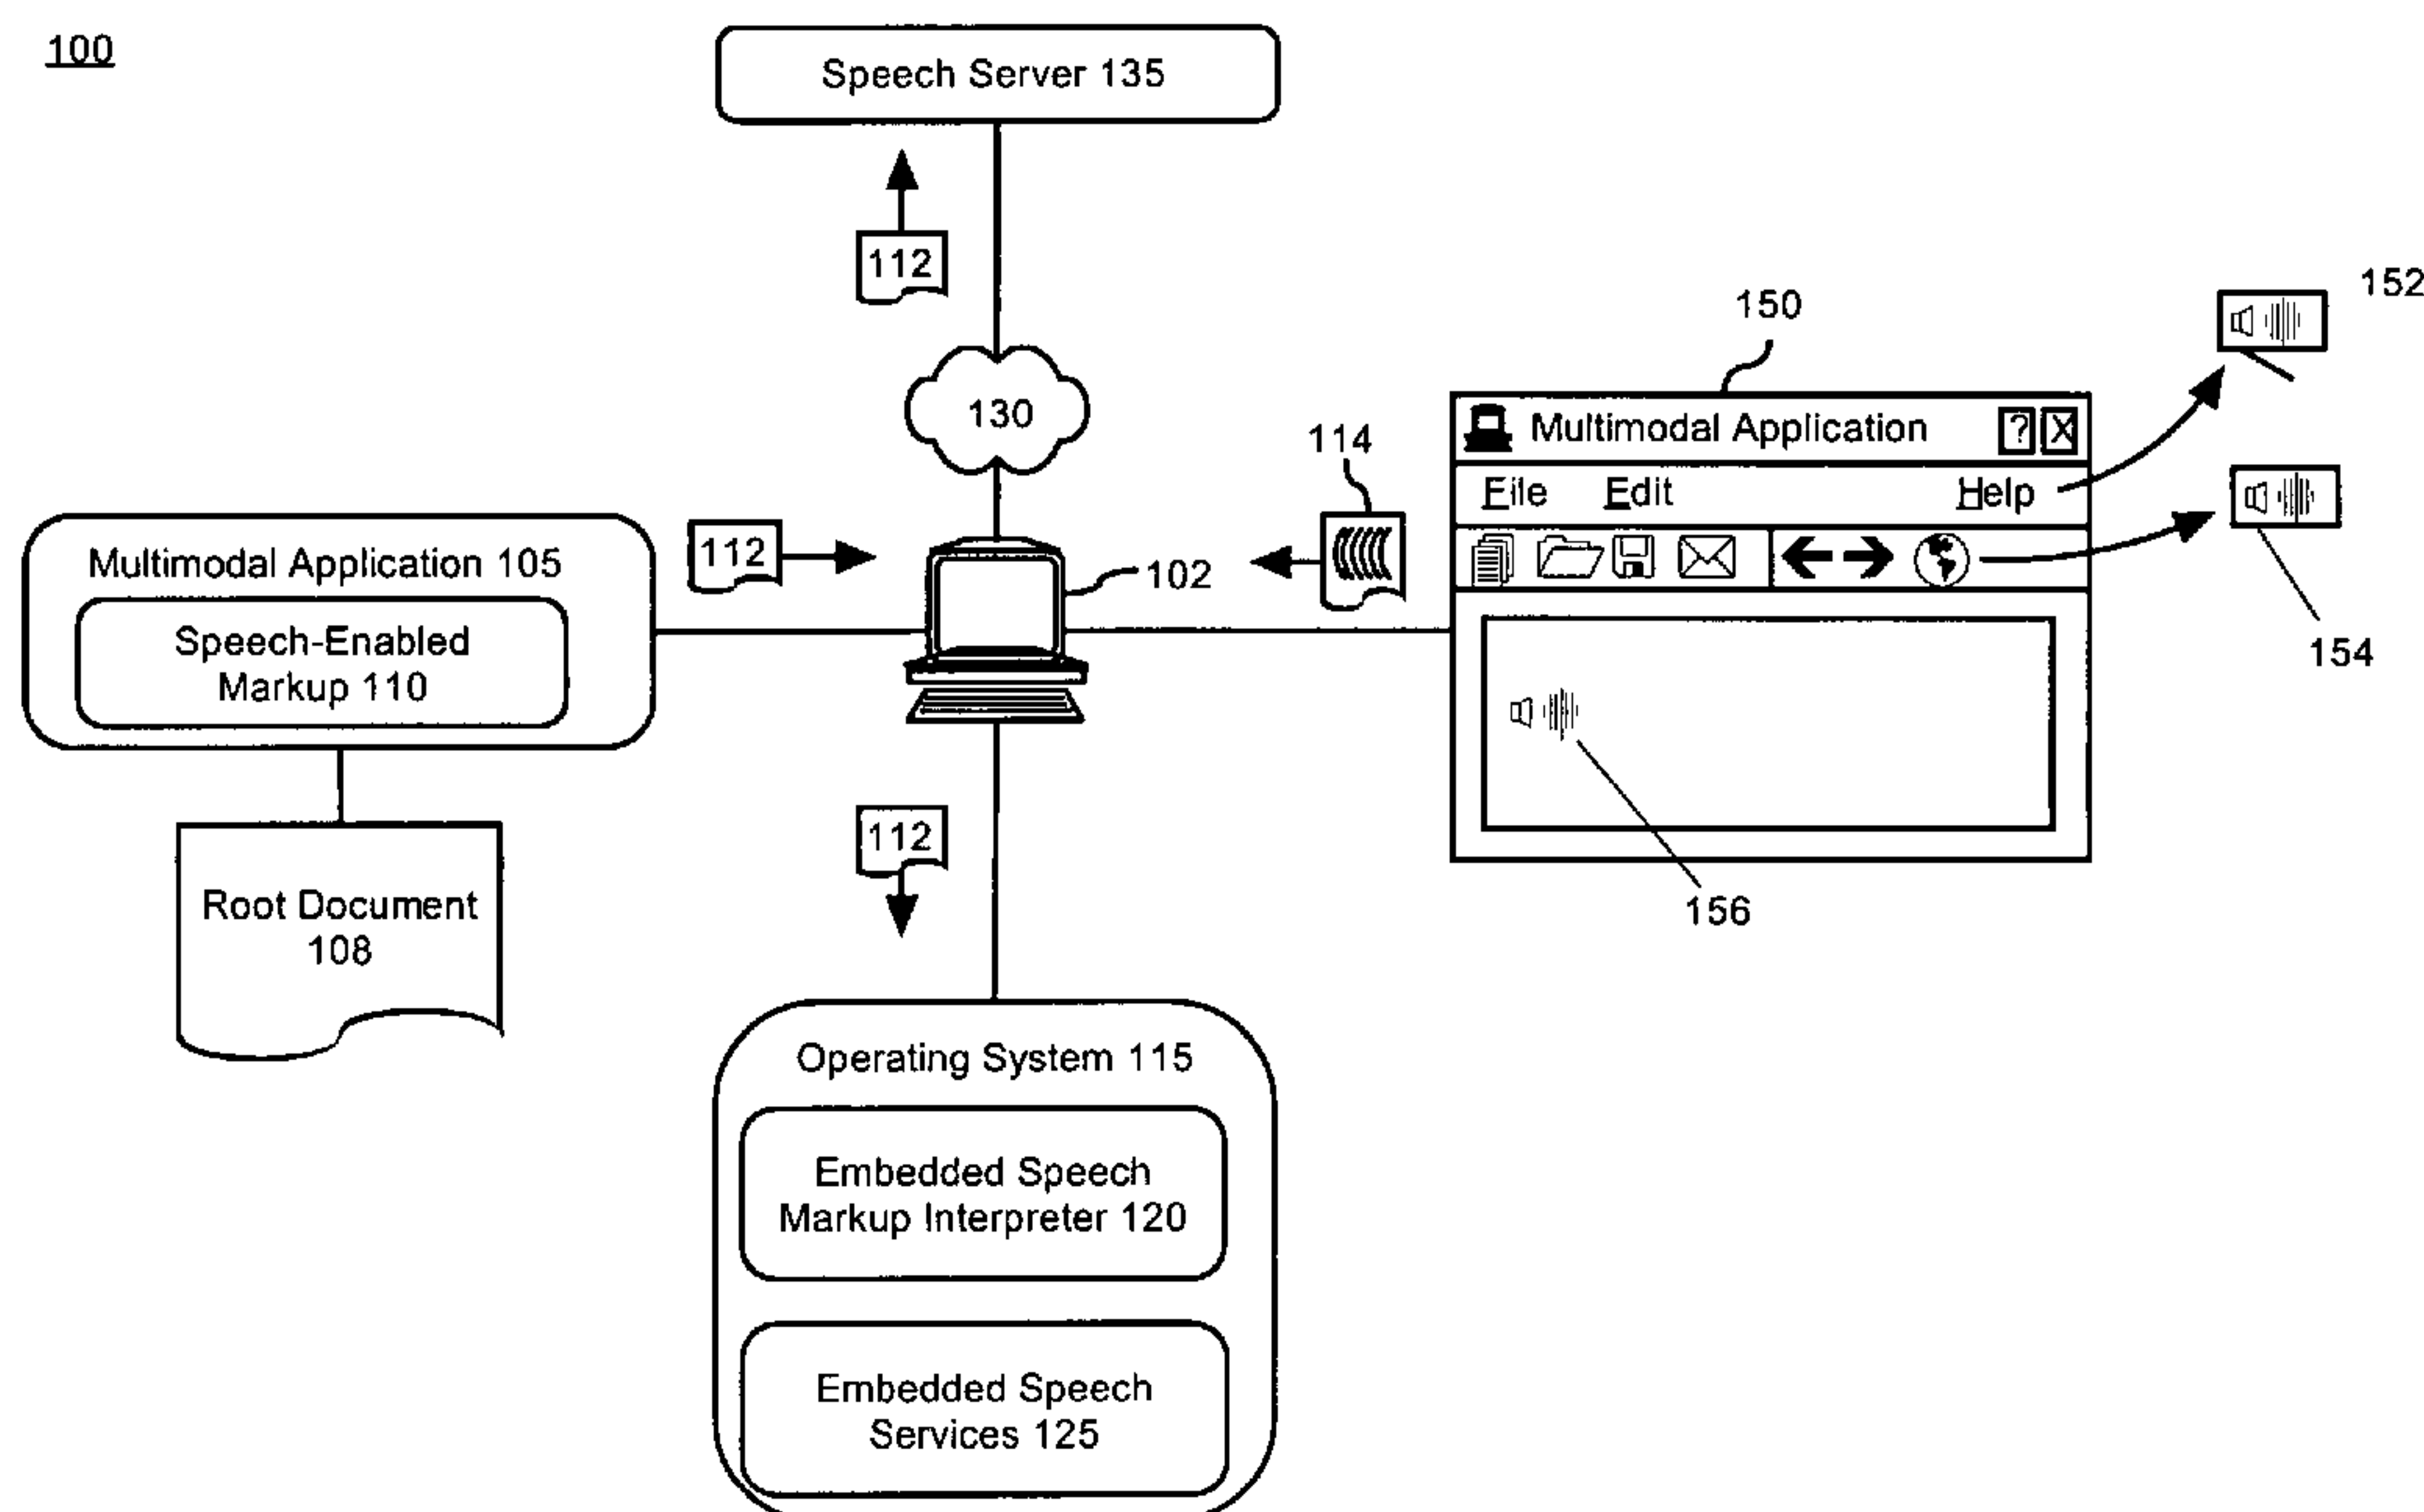 100
Speech Server 135
112
130
152
150
Multimodal Application ? X
114
File Edit Help
154
Multimodal Application 105
Speech-Enabled
Markup 110
112
102
156
Root Document
108
112
Operating System 115
Embedded Speech
Markup Interpreter 120
Embedded Speech
Services 125